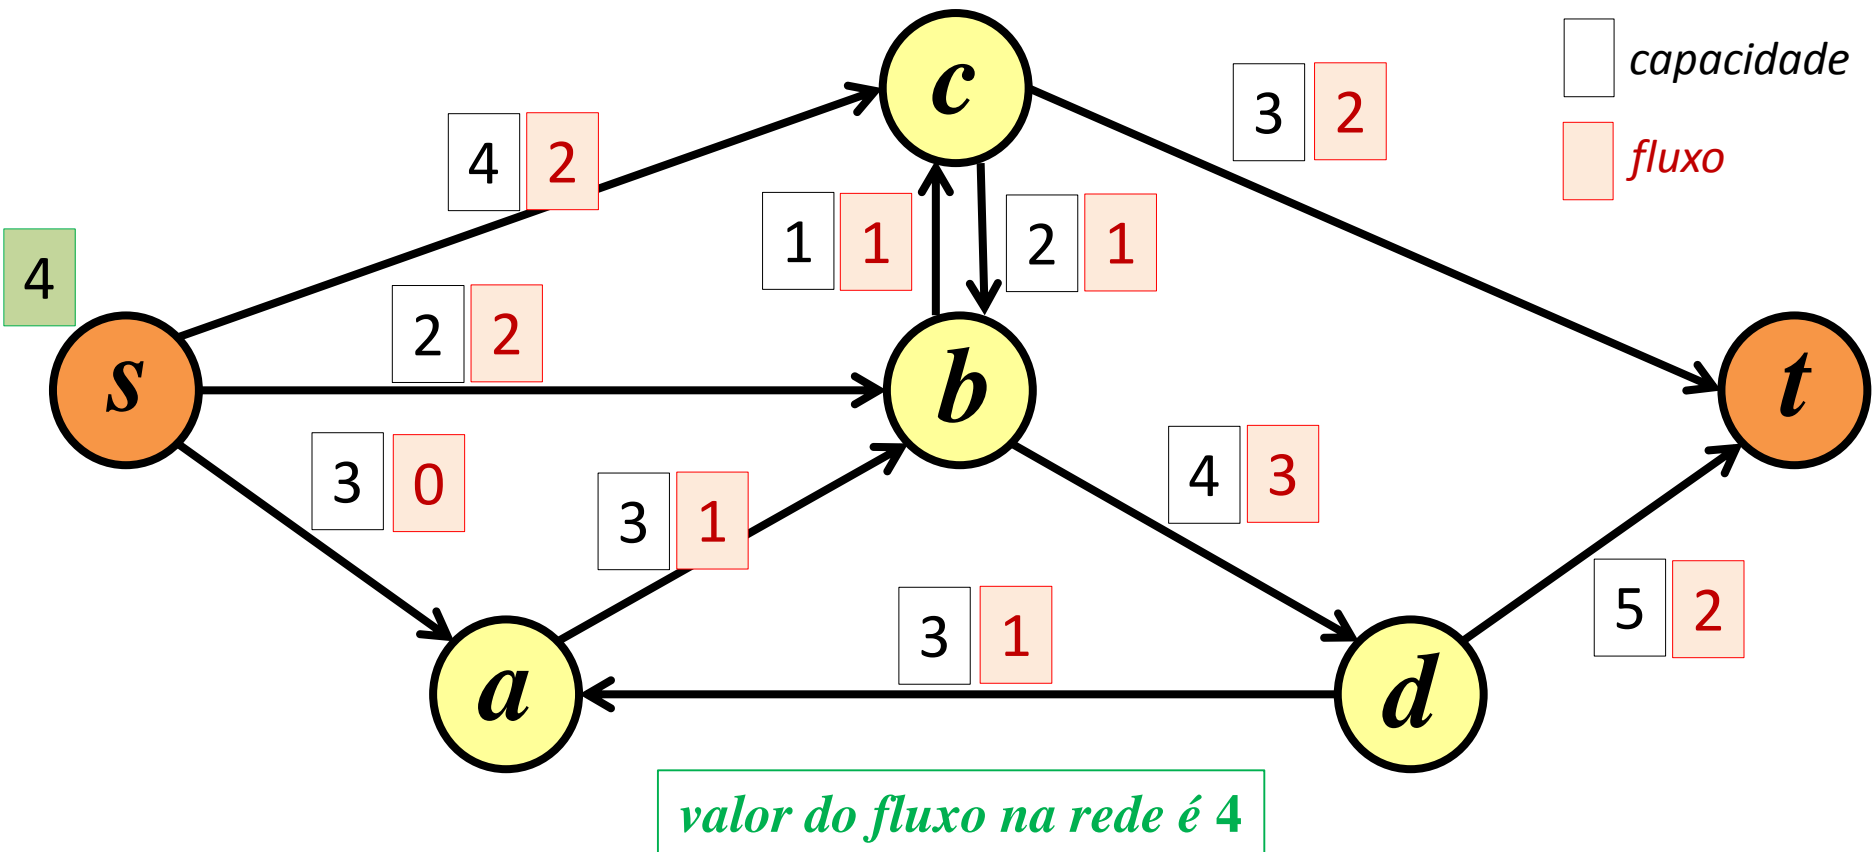 c
3 2
capacidade
4 2
fluxo
1 1
2 1
4
2 2
s
b
t
3 0
3 1
4 3
3 1
5 2
a
d
valor do fluxo na rede é 4